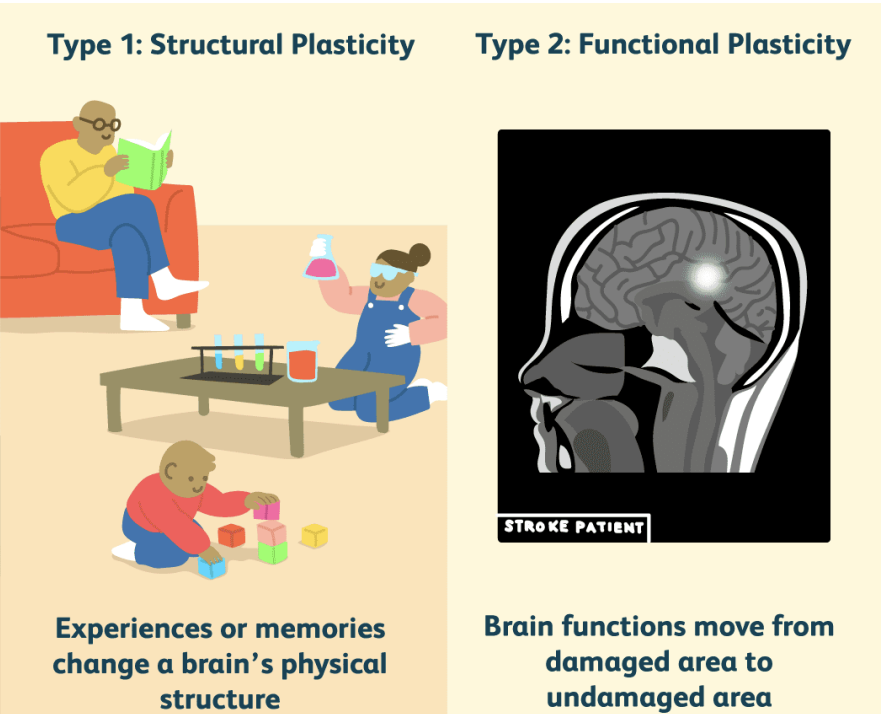 Type 1: Structural Plasticity
Experiences or memories
change a brain's physical
structure
Type 2: Functional Plasticity
STROKE PATIENT
Brain functions move from
damaged area to
undamaged area